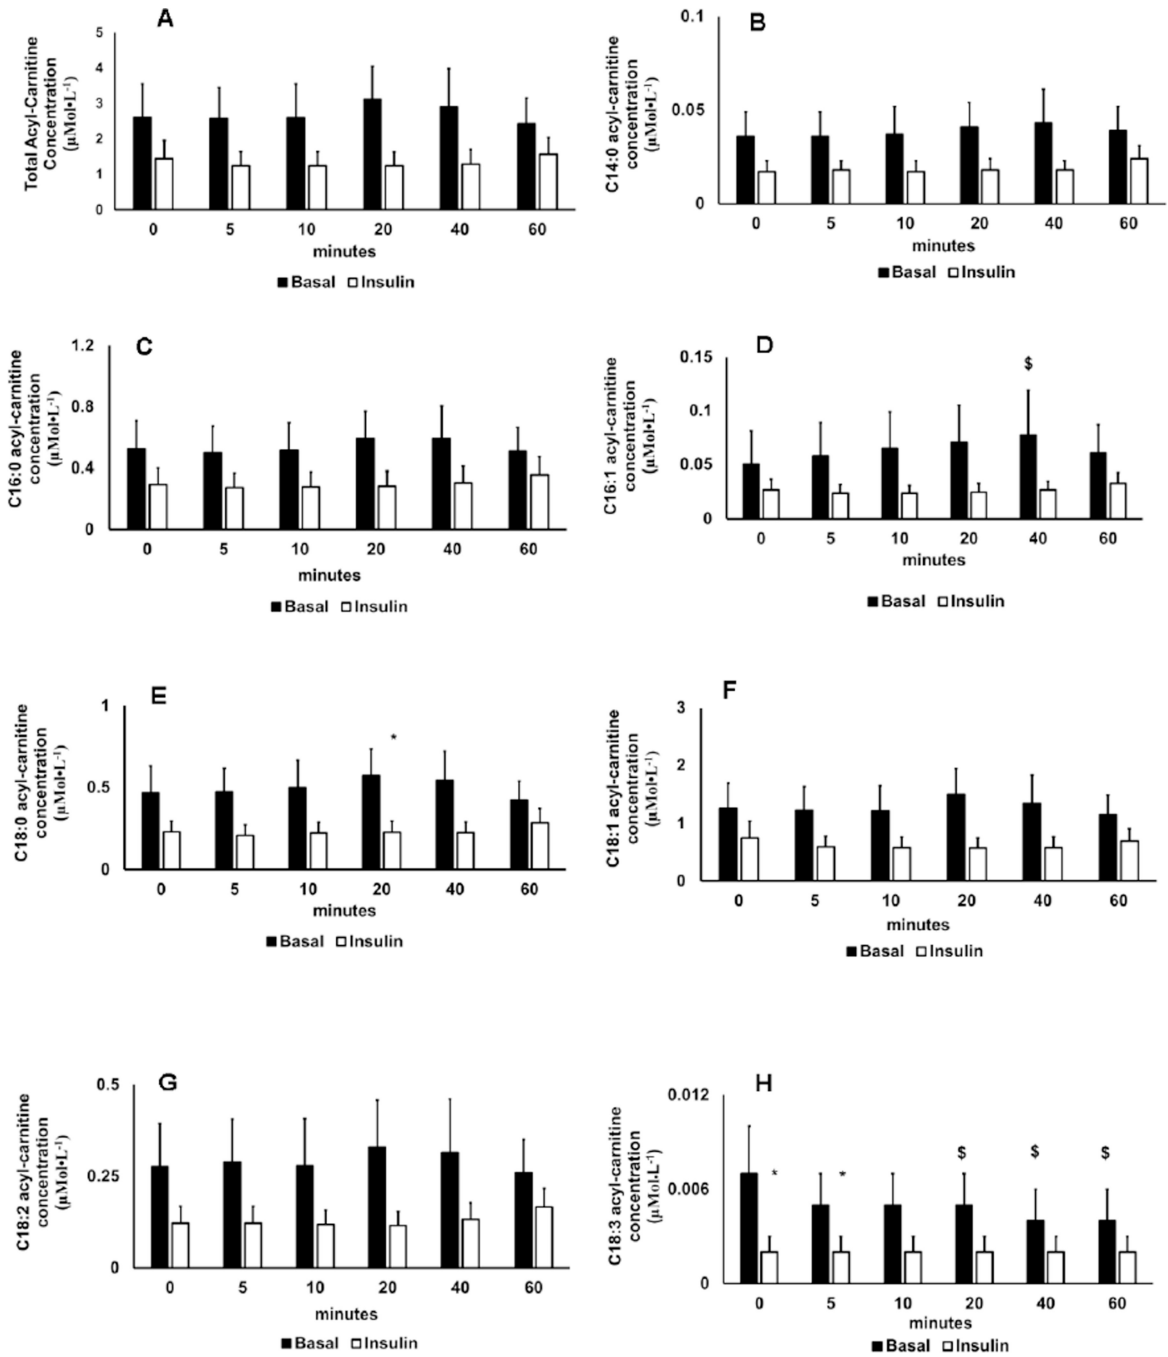 A
Total Acyl-Carnitine
Concentration
(μMol•L⁻¹)
5
4
3
2
1
0
0 5 10 20 40 60
minutes
Basal Insulin
B
C14:0 acyl-carnitine
concentration
(μMol•L⁻¹)
0.1
0.05
0
0 5 10 20 40 60
minutes
Basal Insulin
C
C16:0 acyl-carnitine
concentration
(μMol•L⁻¹)
1.2
0.8
0.4
0
0 5 10 20 40 60
minutes
Basal Insulin
D
C16:1 acyl-carnitine
concentration
(μMol•L⁻¹)
0.15
0.1
0.05
0
$
0 5 10 20 40 60
minutes
Basal Insulin
E
C18:0 acyl-carnitine
concentration
(μMol•L⁻¹)
1
0.5
0
*
0 5 10 20 40 60
minutes
Basal Insulin
F
C18:1 acyl-carnitine
concentration
(μMol•L⁻¹)
3
2
1
0
0 5 10 20 40 60
minutes
Basal Insulin
G
C18:2 acyl-carnitine
concentration
(μMol•L⁻¹)
0.5
0.25
0
0 5 10 20 40 60
minutes
Basal Insulin
H
C18:3 acyl-carnitine
concentration
(μMol.L⁻¹)
0.012
0.006
0
* * $ $ $
0 5 10 20 40 60
minutes
Basal Insulin